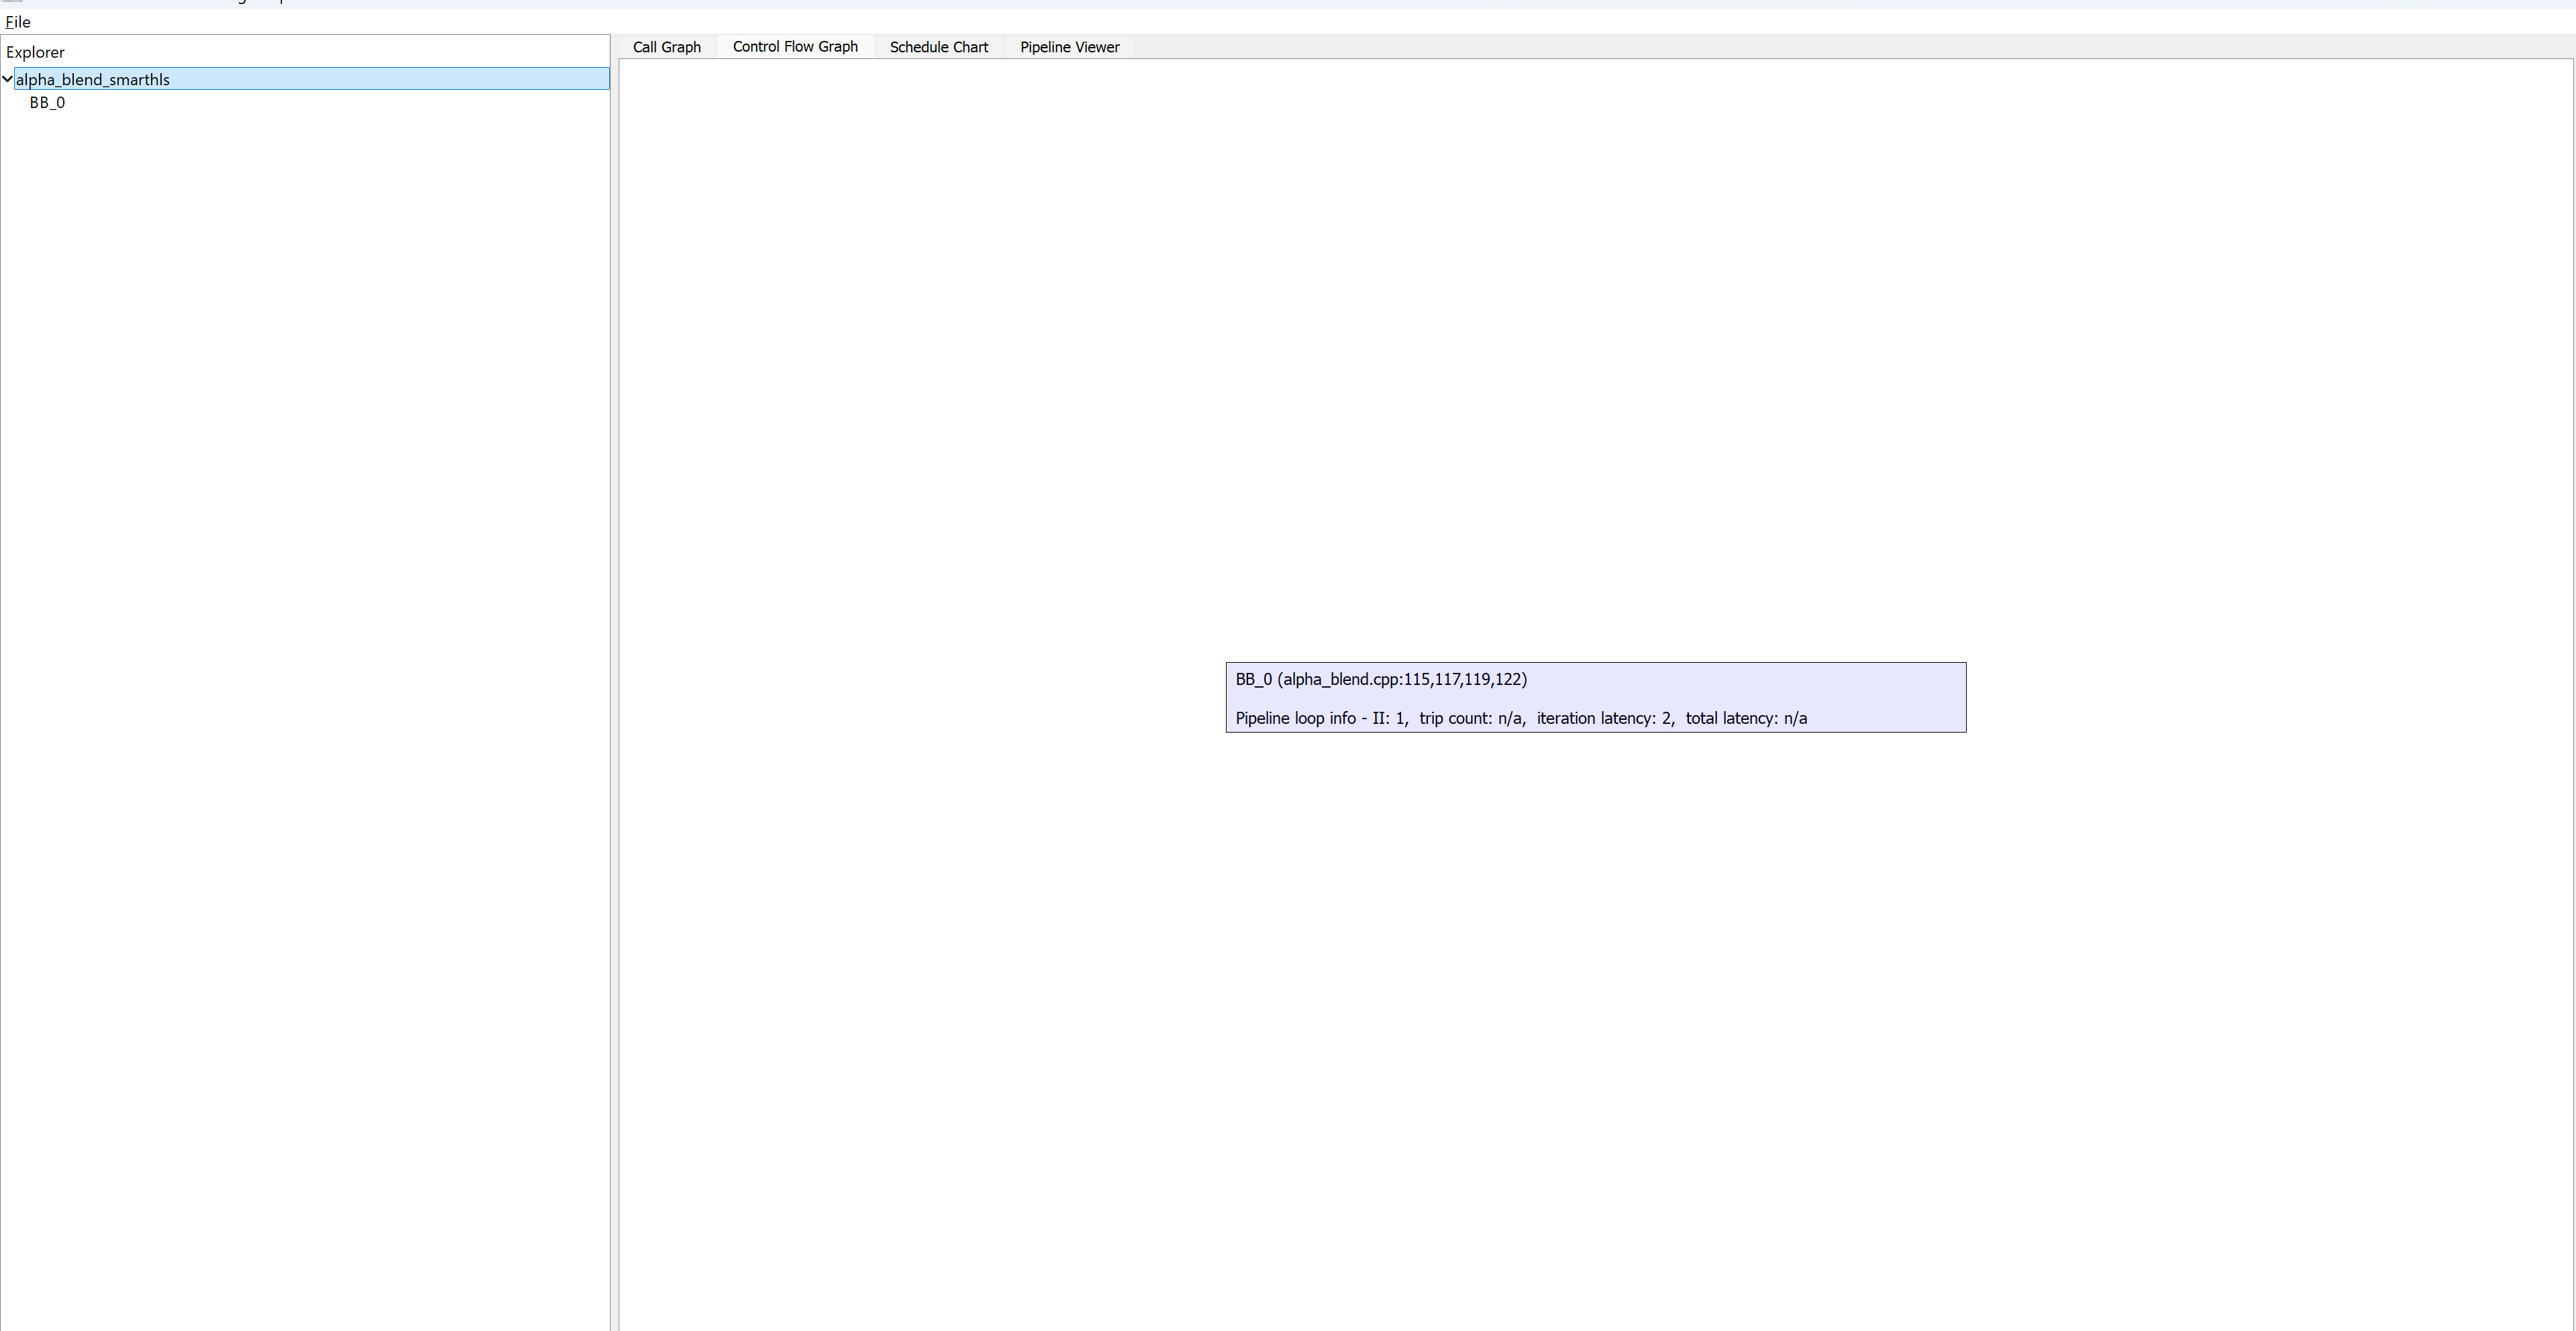 File
Explorer
alpha_blend_smarthls
BB_0
Call Graph
Control Flow Graph
Schedule Chart
Pipeline Viewer
BB_0 (alpha_blend.cpp:115,117,119,122)
Pipeline loop info - II: 1, trip count: n/a, iteration latency: 2, total latency: n/a